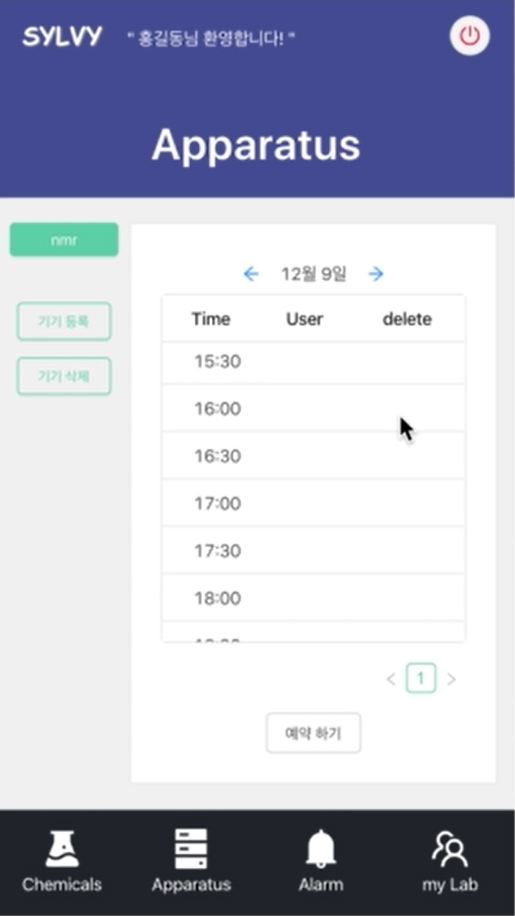 SYLVY
" 홍길동님 환영합니다! "
Apparatus
nmr
기기 등록
기기 삭제
12월 9일
Time User delete
15:30
16:00
16:30
17:00
17:30
18:00
1
예약 하기
Chemicals Apparatus Alarm my Lab